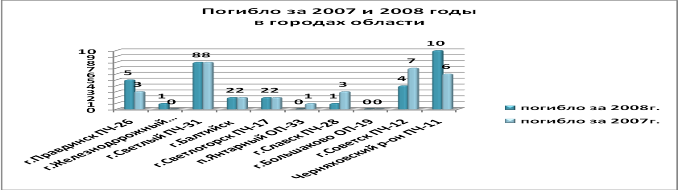 Погибло за 2007 и 2008 годы
в городах области
10
9
8
7
6
5
4
3
2
1
0
5 3
1 0
8 8
2 2
2 2
0 1
1 3
0 0
4 7
10 6
г.Правдинск ПЧ-26
г.Железнодорожный...
г.Светлый ПЧ-31
г.Балтийск
г.Светлогорск ПЧ-17
п.Янтарный ОП-33
г.Славск ПЧ-28
г.Большаково ОП-19
г.Советск ПЧ-12
Черняховский р-он ПЧ-11
погибло за 2008г.
погибло за 2007г.